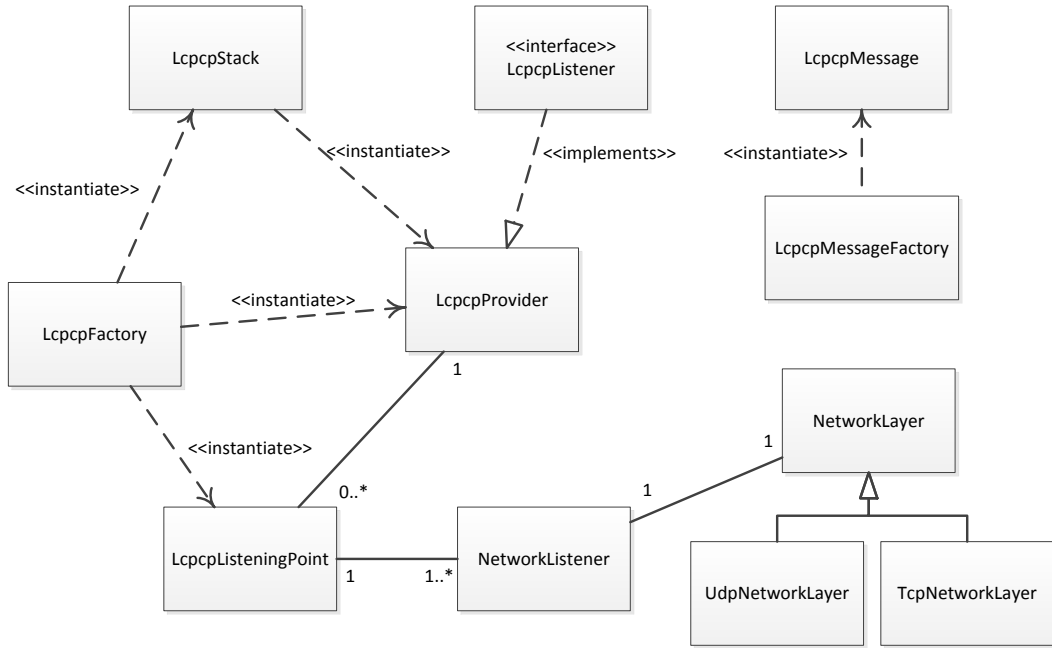 LcpcpStack
<<interface>>
LcpcpListener
LcpcpMessage
<<instantiate>>
<<implements>>
<<instantiate>>
<<instantiate>>
LcpcpMessageFactory
LcpcpProvider
<<instantiate>>
LcpcpFactory
1
NetworkLayer
<<instantiate>>
1
1
0..*
LcpcpListeningPoint
NetworkListener
1
1..*
UdpNetworkLayer
TcpNetworkLayer